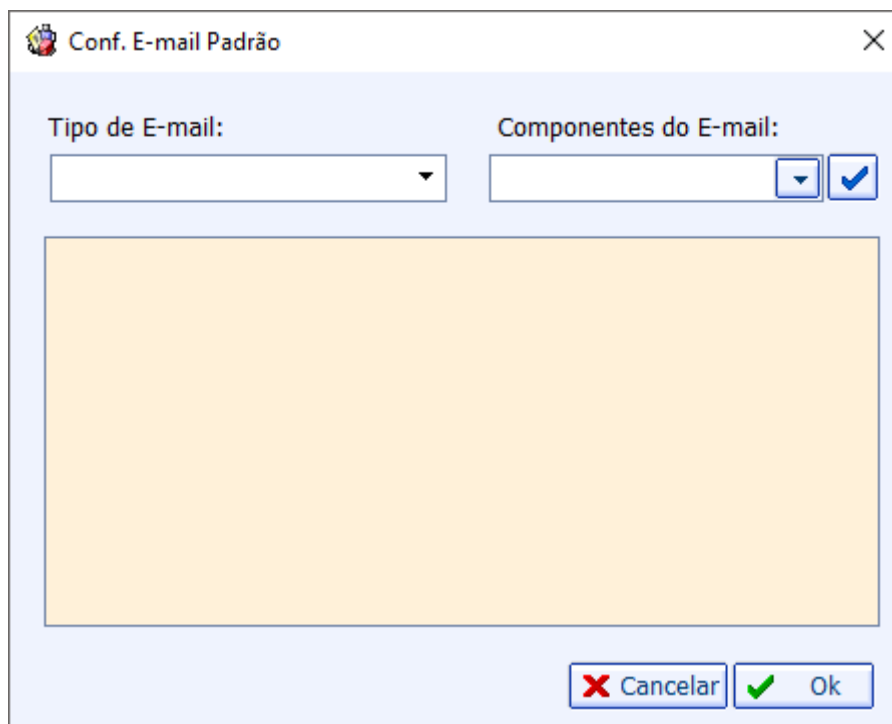 Conf. E-mail Padrão
Tipo de E-mail:
Componentes do E-mail:
Cancelar
Ok